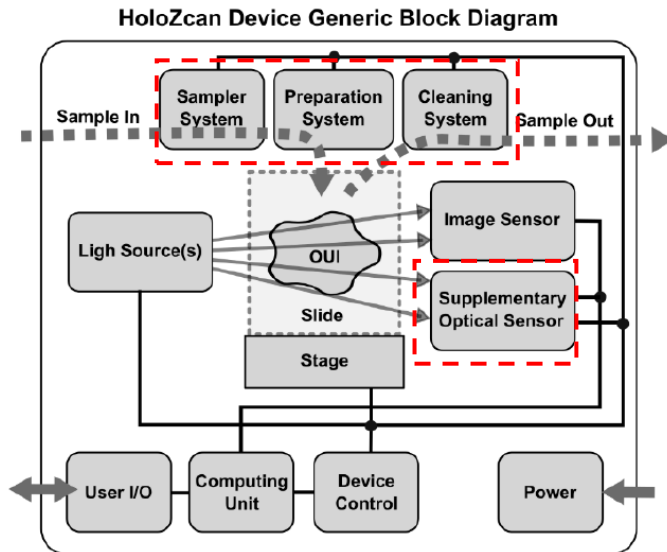 HoloZcan Device Generic Block Diagram
Sampler
System
Preparation
System
Cleaning
System
Sample In
Sample Out
Ligh Source(s)
OUI
Slide
Stage
Image Sensor
Supplementary
Optical Sensor
User I/O
Computing
Unit
Device
Control
Power